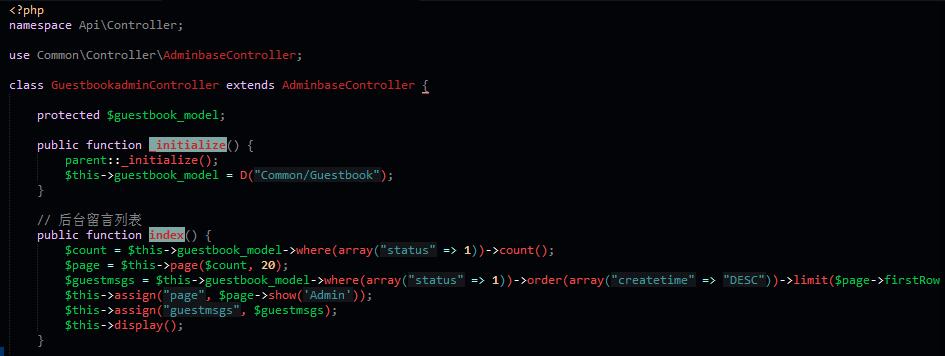 <?php
namespace Api\Controller;
use Common\Controller\AdminbaseController;
class GuestbookadminController extends AdminbaseController {
protected $guestbook_model;
public function _initialize() {
parent::_initialize();
$this->guestbook_model = D("Common/Guestbook");
}
// 后台留言列表
public function index() {
$count = $this->guestbook_model->where(array("status" => 1))->count();
$page = $this->page($count, 20);
$guestmsgs = $this->guestbook_model->where(array("status" => 1))->order(array("createtime" => "DESC"))->limit($page->firstRow
$this->assign("page", $page->show('Admin'));
$this->assign("guestmsgs", $guestmsgs);
$this->display();
}